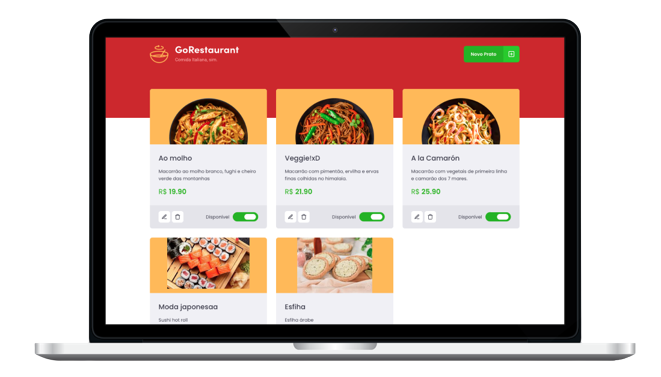 GoRestaurant
Comida italiana, sim.
Novo Prato
Ao molho
Macarrão ao molho branco, fughi e cheiro
verde das montanhas
R$ 19.90
Disponível
Veggie!xD
Macarrão com pimentão, ervilha e ervas
finas colhidas no himalaia.
R$ 21.90
Disponível
A la Camarón
Macarrão com vegetais de primeira linha
e camarão dos 7 mares.
R$ 25.90
Disponível
Moda japonesaa
Sushi hot roll
Esfiha
Esfiha árabe